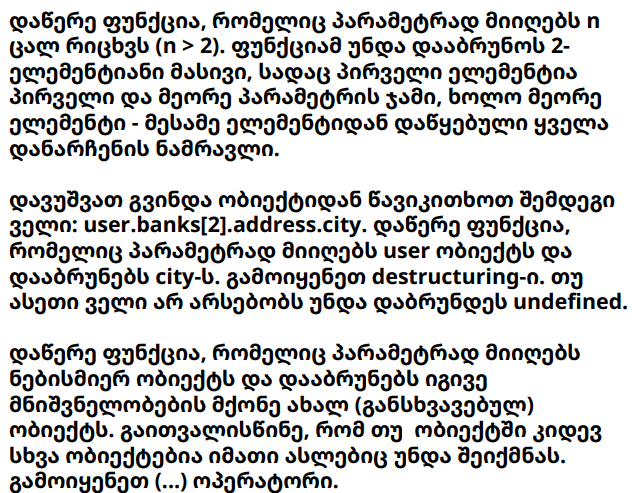 დაწერე ფუნქცია, რომელიც პარამეტრად მიიღებს n
ცალ რიცხვს (n > 2). ფუნქციამ უნდა დააბრუნოს 2-
ელემენტიანი მასივი, სადაც პირველი ელემენტია
პირველი და მეორე პარამეტრის ჯამი, ხოლო მეორე
ელემენტი - მესამე ელემენტიდან დაწყებული ყველა
დანარჩენის ნამრავლი.

დავუშვათ გვინდა ობიექტიდან წავიკითხოთ შემდეგი
ველი: user.banks[2].address.city. დაწერე ფუნქცია,
რომელიც პარამეტრად მიიღებს user ობიექტს და
დააბრუნებს city-ს. გამოიყენეთ destructuring-ი. თუ
ასეთი ველი არ არსებობს უნდა დაბრუნდეს undefined.

დაწერე ფუნქცია, რომელიც პარამეტრად მიიღებს
ნებისმიერ ობიექტს და დააბრუნებს იგივე
მნიშვნელობების მქონე ახალ (განსხვავებულ)
ობიექტს. გაითვალისწინე, რომ თუ ობიექტში კიდევ
სხვა ობიექტებია იმათი ასლებიც უნდა შეიქმნას.
გამოიყენეთ (...) ოპერატორი.